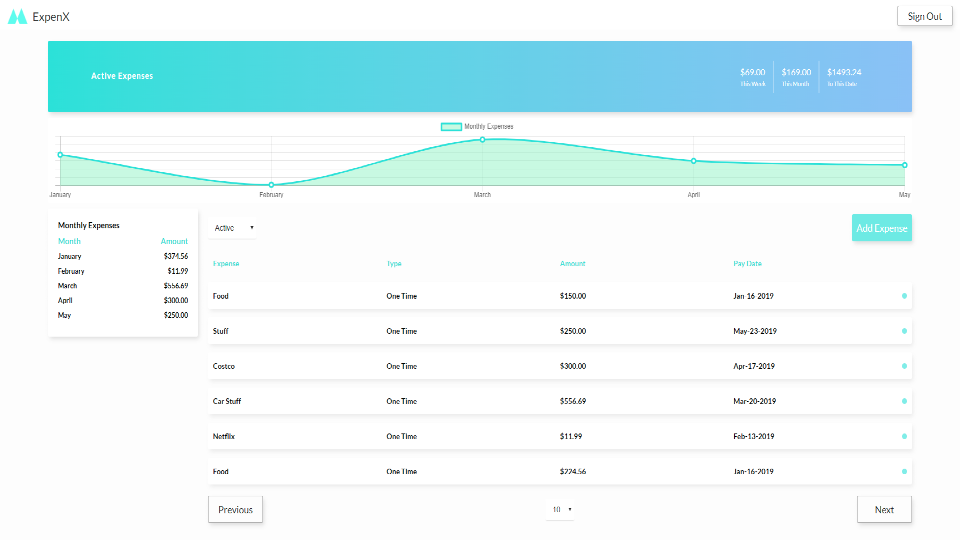 ExpenX
Sign Out
Active Expenses
$69.00
This Week
$169.00
This Month
$1493.24
To This Date
Monthly Expenses
January
February
March
April
May
Monthly Expenses
Month Amount
January $374.56
February $11.99
March $556.69
April $300.00
May $250.00
Active
Add Expense
Expense Type Amount Pay Date
Food One Time $150.00 Jan-16-2019
Stuff One Time $250.00 May-23-2019
Costco One Time $300.00 Apr-17-2019
Car Stuff One Time $556.69 Mar-20-2019
Netflix One Time $11.99 Feb-13-2019
Food One Time $224.56 Jan-16-2019
Previous
10
Next